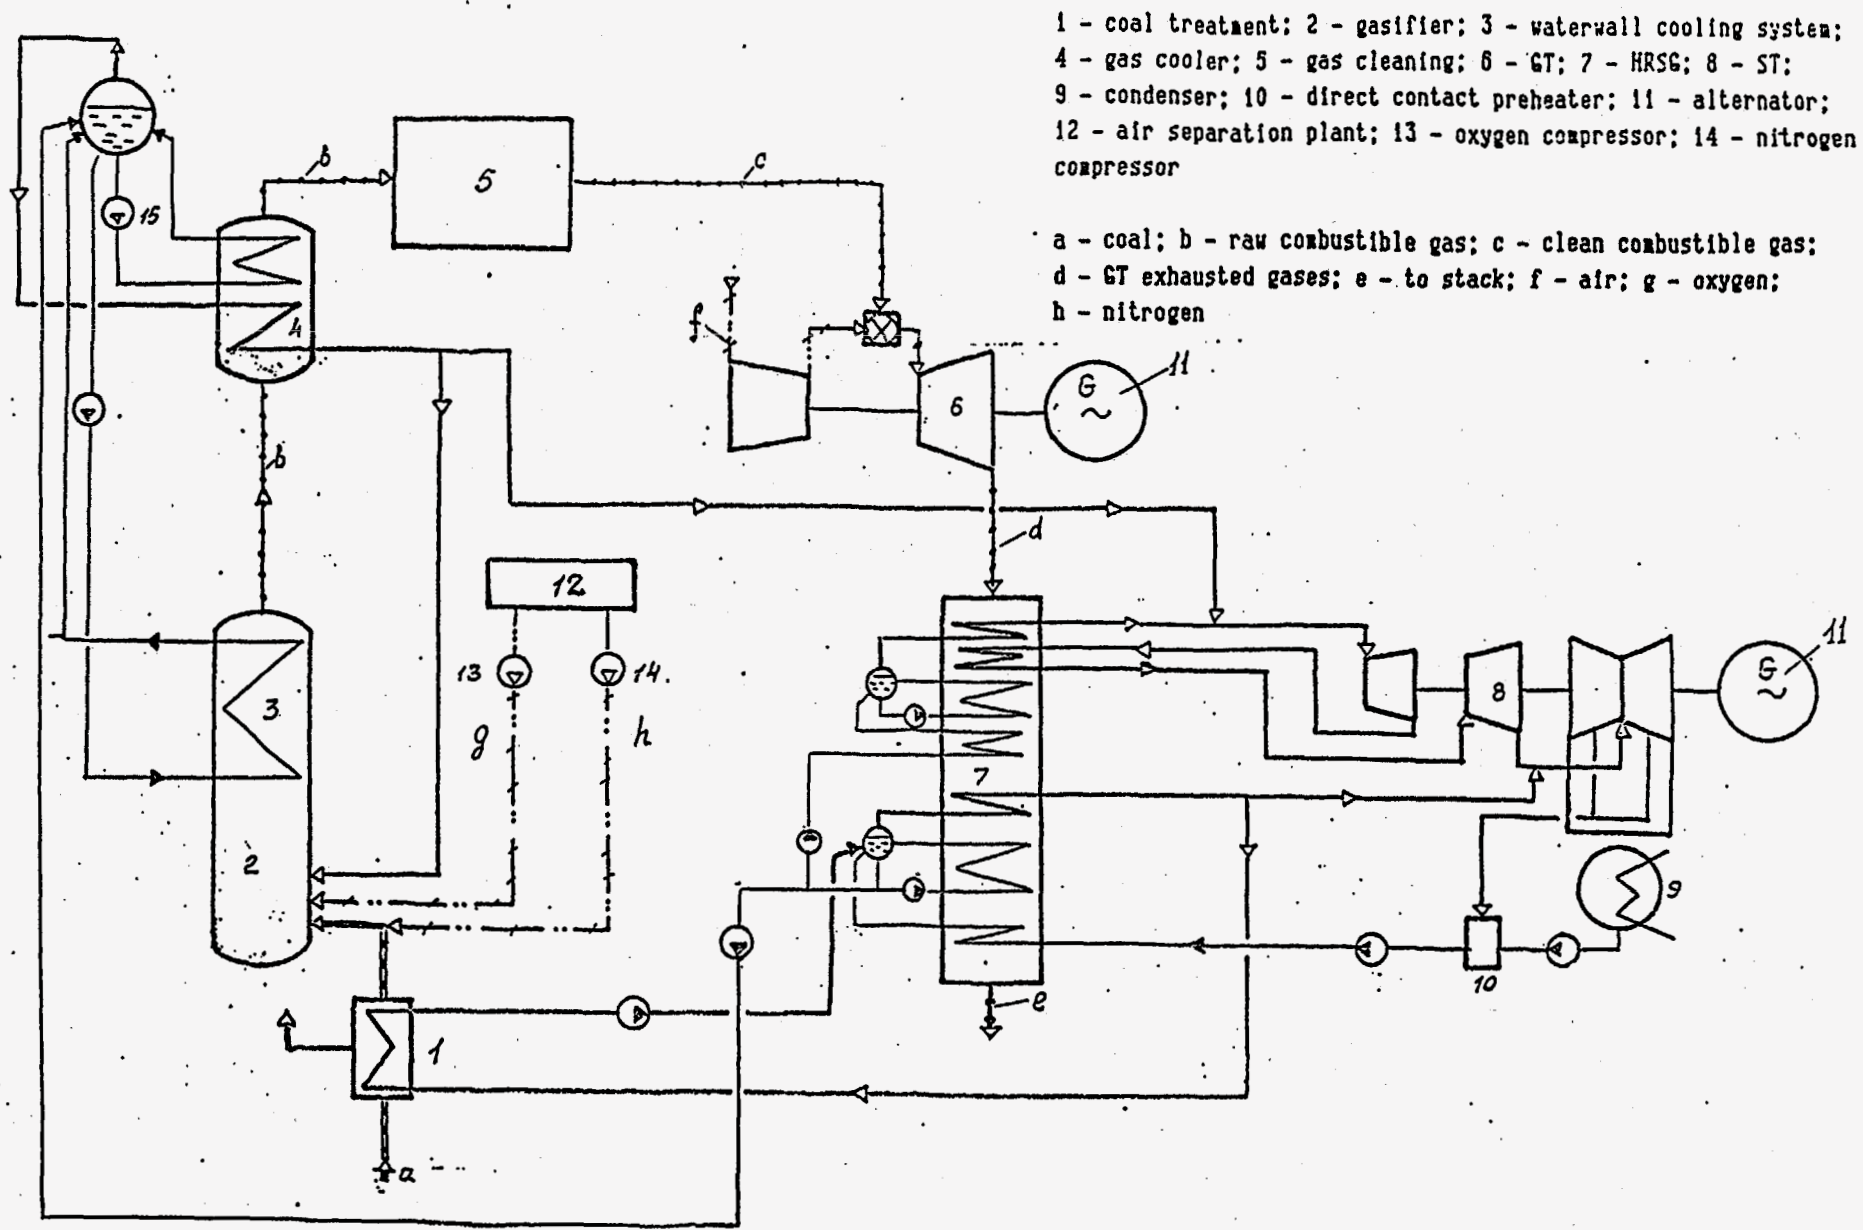 1 - coal treatment; 2 - gasifier; 3 - waterwall cooling system;
4 - gas cooler; 5 - gas cleaning; 6 - GT; 7 - HRSG; 8 - ST;
9 - condenser; 10 - direct contact preheater; 11 - alternator;
12 - air separation plant; 13 - oxygen compressor; 14 - nitrogen
compressor
a - coal; b - raw combustible gas; c - clean combustible gas;
d - GT exhausted gases; e - to stack; f - air; g - oxygen;
h - nitrogen
b
5
c
15
4
f
G
~
11
6
b
d
12
13
14.
g
h
3
2
7
8
G
~
11
9
10
e
1
a